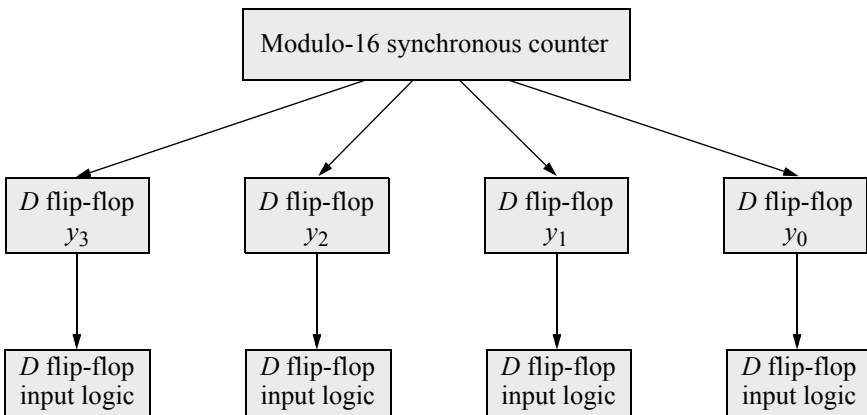 Modulo-16 synchronous counter
D flip-flop
y3
D flip-flop
y2
D flip-flop
y1
D flip-flop
y0
D flip-flop
input logic
D flip-flop
input logic
D flip-flop
input logic
D flip-flop
input logic